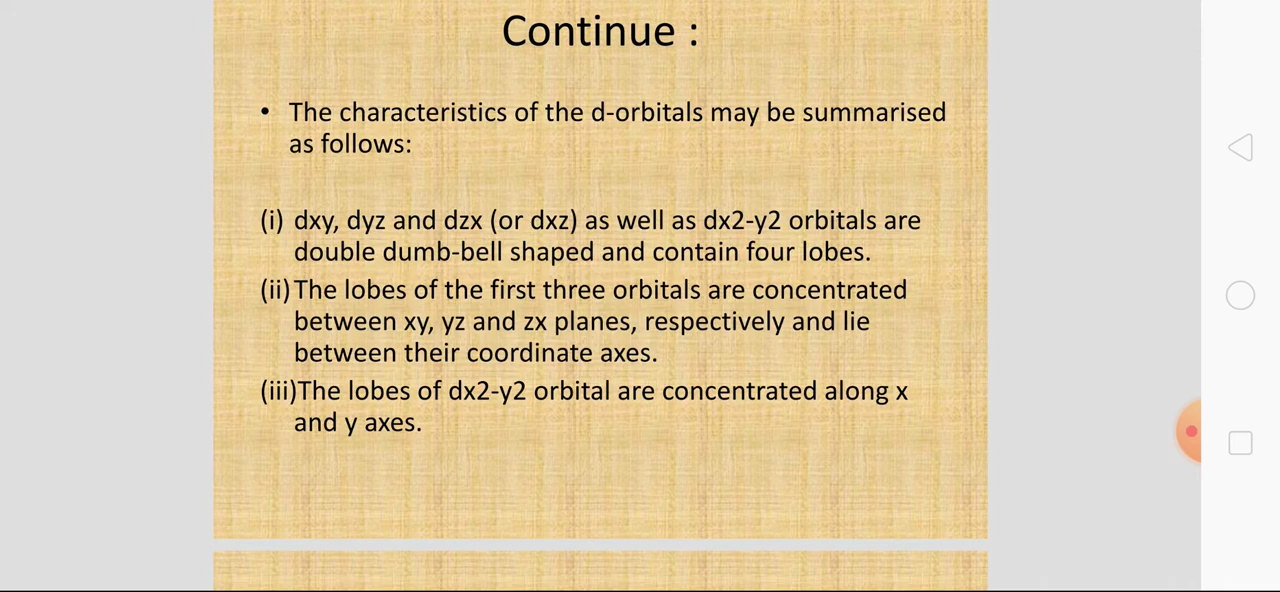 Continue :
• The characteristics of the d-orbitals may be summarised
as follows:
(i) dxy, dyz and dzx (or dxz) as well as dx2-y2 orbitals are
double dumb-bell shaped and contain four lobes.
(ii) The lobes of the first three orbitals are concentrated
between xy, yz and zx planes, respectively and lie
between their coordinate axes.
(iii)The lobes of dx2-y2 orbital are concentrated along x
and y axes.